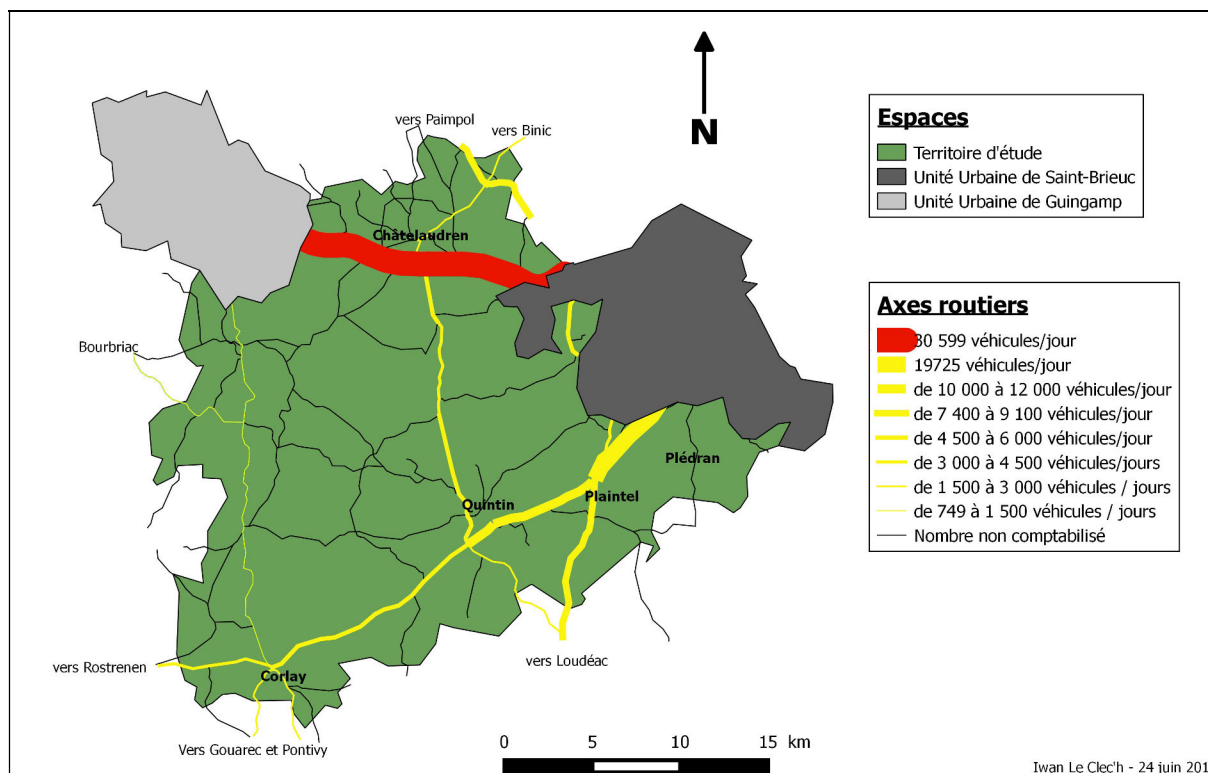 vers Paimpol
vers Binic
N
Châtelaudren
Bourbriac
Plédran
Quintin
Plaintel
vers Rostrenen
Corlay
vers Loudéac
Vers Gouarec et Pontivy
Espaces
Territoire d'étude
Unité Urbaine de Saint-Brieuc
Unité Urbaine de Guingamp
Axes routiers
30 599 véhicules/jour
19725 véhicules/jour
de 10 000 à 12 000 véhicules/jour
de 7 400 à 9 100 véhicules/jour
de 4 500 à 6 000 véhicules/jour
de 3 000 à 4 500 véhicules/jours
de 1 500 à 3 000 véhicules / jours
de 749 à 1 500 véhicules / jours
Nombre non comptabilisé
0 5 10 15 km
Iwan Le Clec'h - 24 juin 201